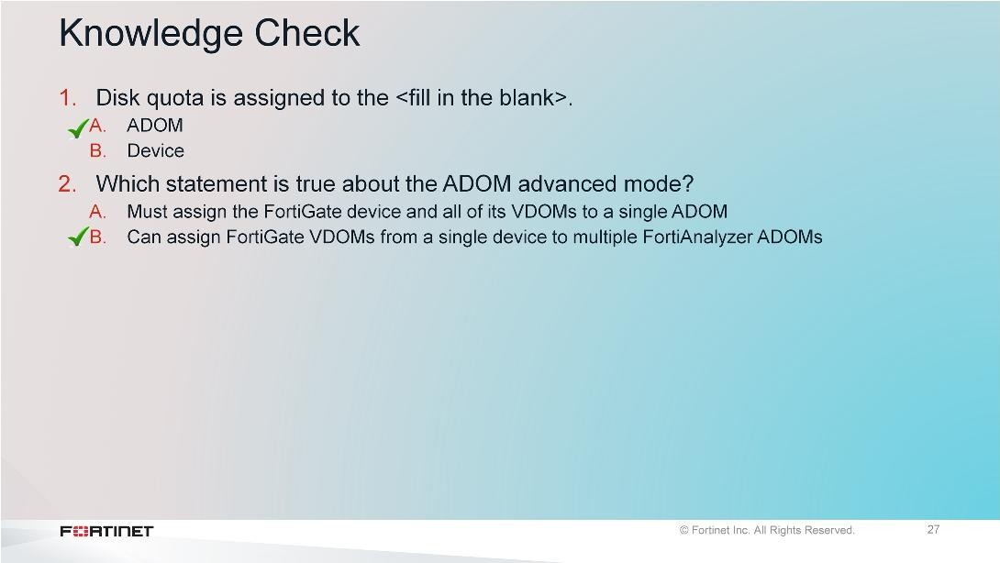 Knowledge Check
1. Disk quota is assigned to the <fill in the blank>.
A. ADOM
B. Device
2. Which statement is true about the ADOM advanced mode?
A. Must assign the FortiGate device and all of its VDOMs to a single ADOM
B. Can assign FortiGate VDOMs from a single device to multiple FortiAnalyzer ADOMs
FORTINET
© Fortinet Inc. All Rights Reserved.
27